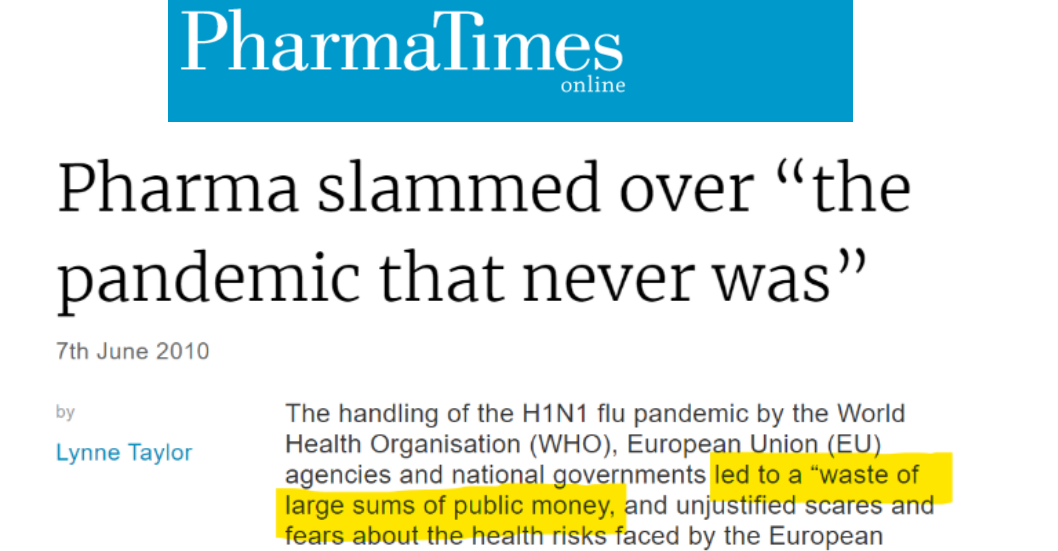 PharmaTimes
online
Pharma slammed over “the
pandemic that never was”
7th June 2010
by
Lynne Taylor
The handling of the H1N1 flu pandemic by the World
Health Organisation (WHO), European Union (EU)
agencies and national governments led to a “waste of
large sums of public money, and unjustified scares and
fears about the health risks faced by the European